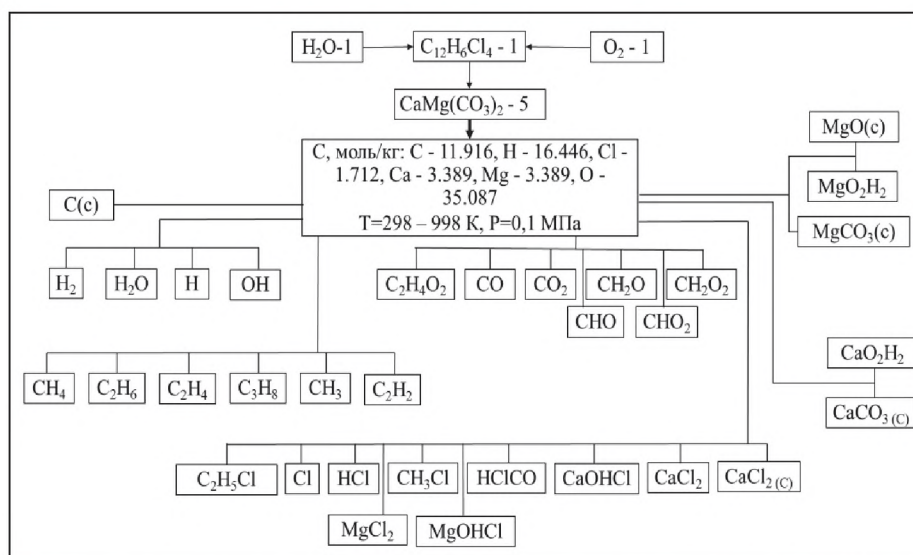 H₂O-1
C₁₂H₆Cl₄ - 1
O₂ - 1
CaMg(CO₃)₂ - 5
С, моль/кг: C - 11.916, H - 16.446, Cl -
1.712, Ca - 3.389, Mg - 3.389, O -
35.087
T=298 – 998 К, P=0,1 МПа
MgO(c)
MgO₂H₂
MgCO₃(c)
C(c)
H₂
H₂O
H
OH
C₂H₄O₂
CO
CO₂
CH₂O
CH₂O₂
CHO
CHO₂
CaO₂H₂
CaCO₃ (C)
CH₄
C₂H₆
C₂H₄
C₃H₈
CH₃
C₂H₂
C₂H₅Cl
Cl
HCl
CH₃Cl
HClCO
CaOHCl
CaCl₂
CaCl₂ (C)
MgCl₂
MgOHCl